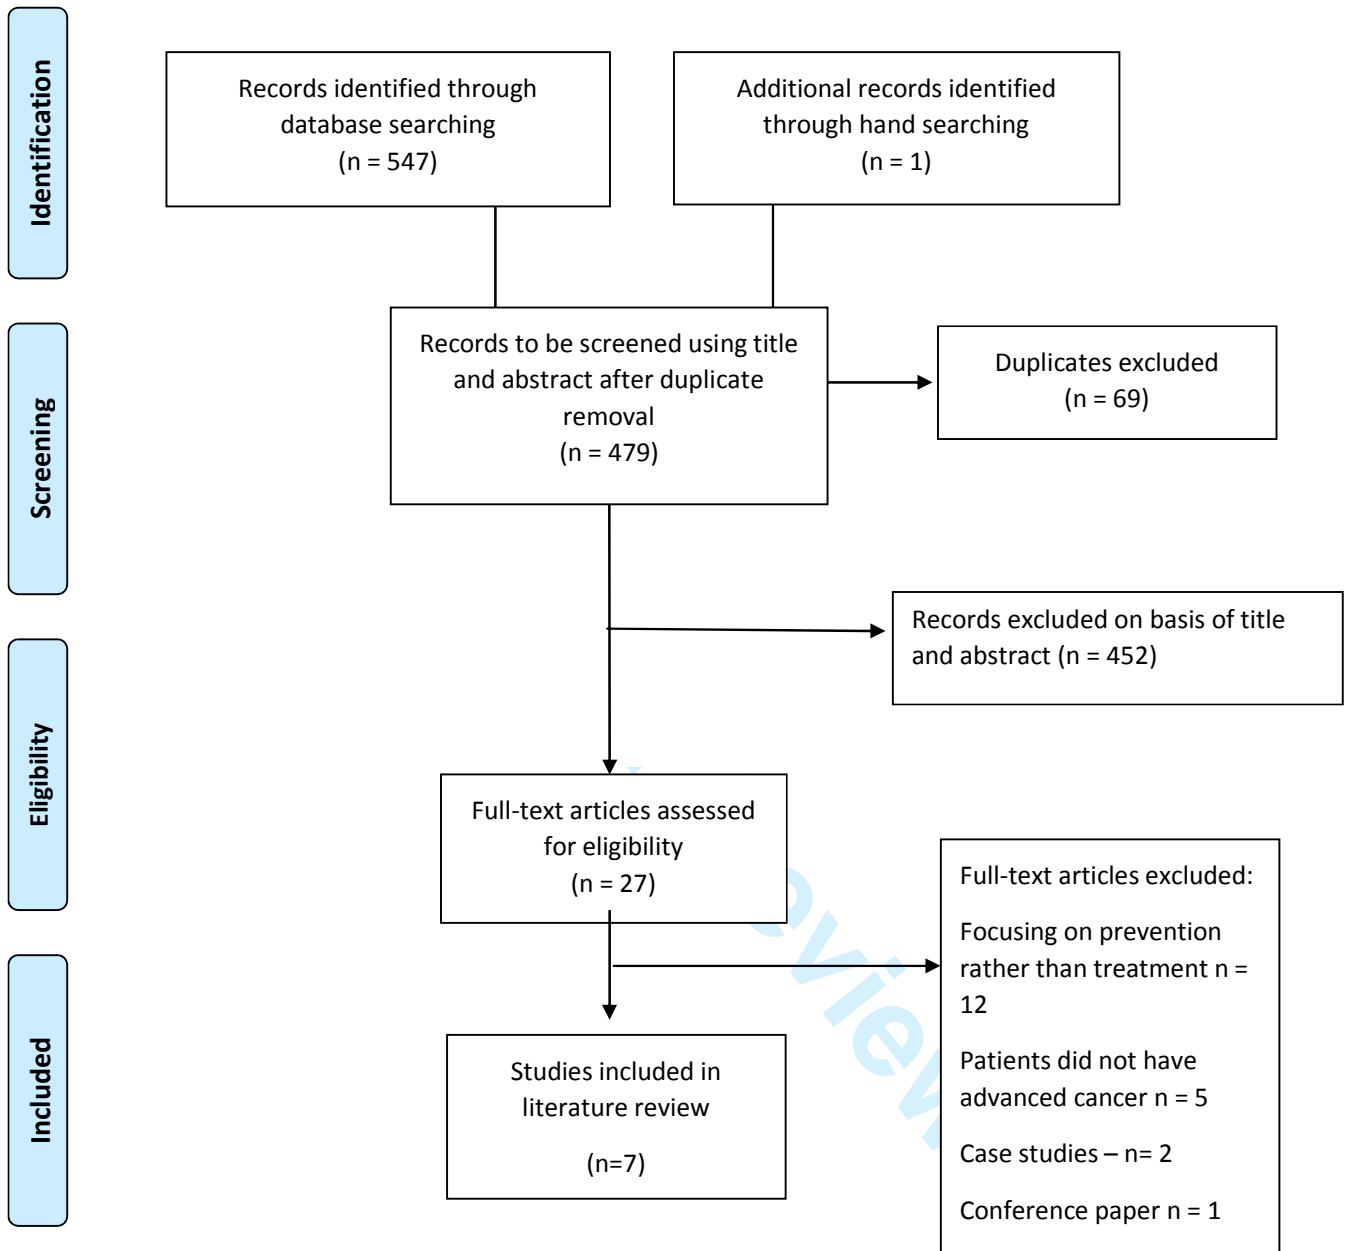 Identification
Records identified through
database searching
(n = 547)
Additional records identified
through hand searching
(n = 1)
Screening
Records to be screened using title
and abstract after duplicate
removal
(n = 479)
Duplicates excluded
(n = 69)
Records excluded on basis of title
and abstract (n = 452)
Eligibility
Full-text articles assessed
for eligibility
(n = 27)
Full-text articles excluded:
Focusing on prevention
rather than treatment n =
12
Patients did not have
advanced cancer n = 5
Case studies – n= 2
Conference paper n = 1
Included
Studies included in
literature review
(n=7)